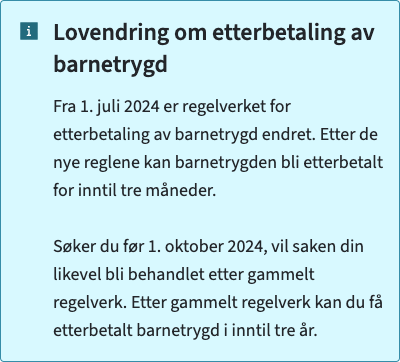 Lovendring om etterbetaling av
barnetrygd
Fra 1. juli 2024 er regelverket for
etterbetaling av barnetrygd endret. Etter de
nye reglene kan barnetrygden bli etterbetalt
for inntil tre måneder.
Søker du før 1. oktober 2024, vil saken din
likevel bli behandlet etter gammelt
regelverk. Etter gammelt regelverk kan du få
etterbetalt barnetrygd i inntil tre år.